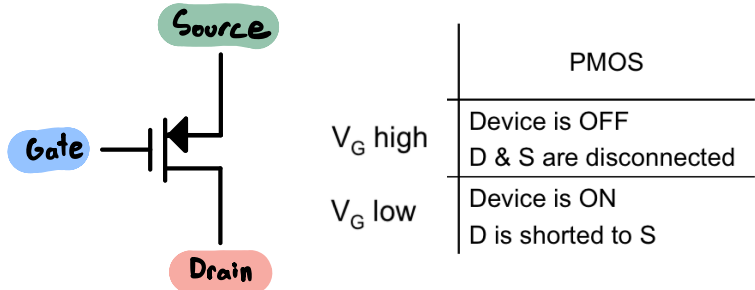 Source
Gate
Drain
PMOS
V_G high
Device is OFF
D & S are disconnected
V_G low
Device is ON
D is shorted to S